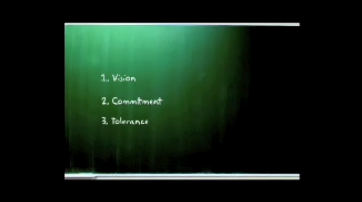 1. Vision
2. Commitment
3. Tolerance